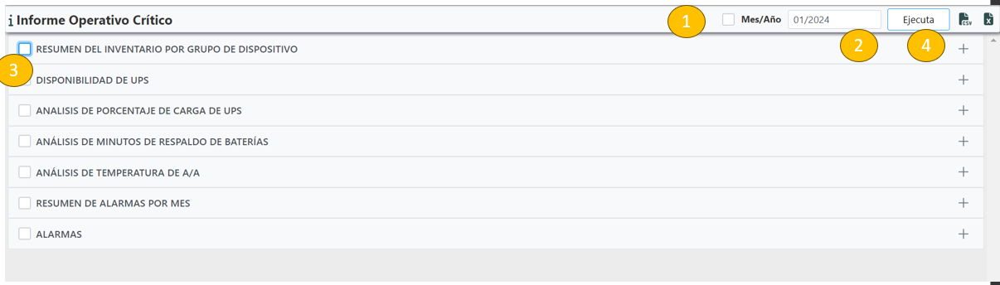 Informe Operativo Crítico 1 Mes/Año 01/2024 Ejecuta CSV X
2 4
RESUMEN DEL INVENTARIO POR GRUPO DE DISPOSITIVO
3
DISPONIBILIDAD DE UPS
ANALISIS DE PORCENTAJE DE CARGA DE UPS
ANÁLISIS DE MINUTOS DE RESPALDO DE BATERÍAS
ANÁLISIS DE TEMPERATURA DE A/A
RESUMEN DE ALARMAS POR MES
ALARMAS